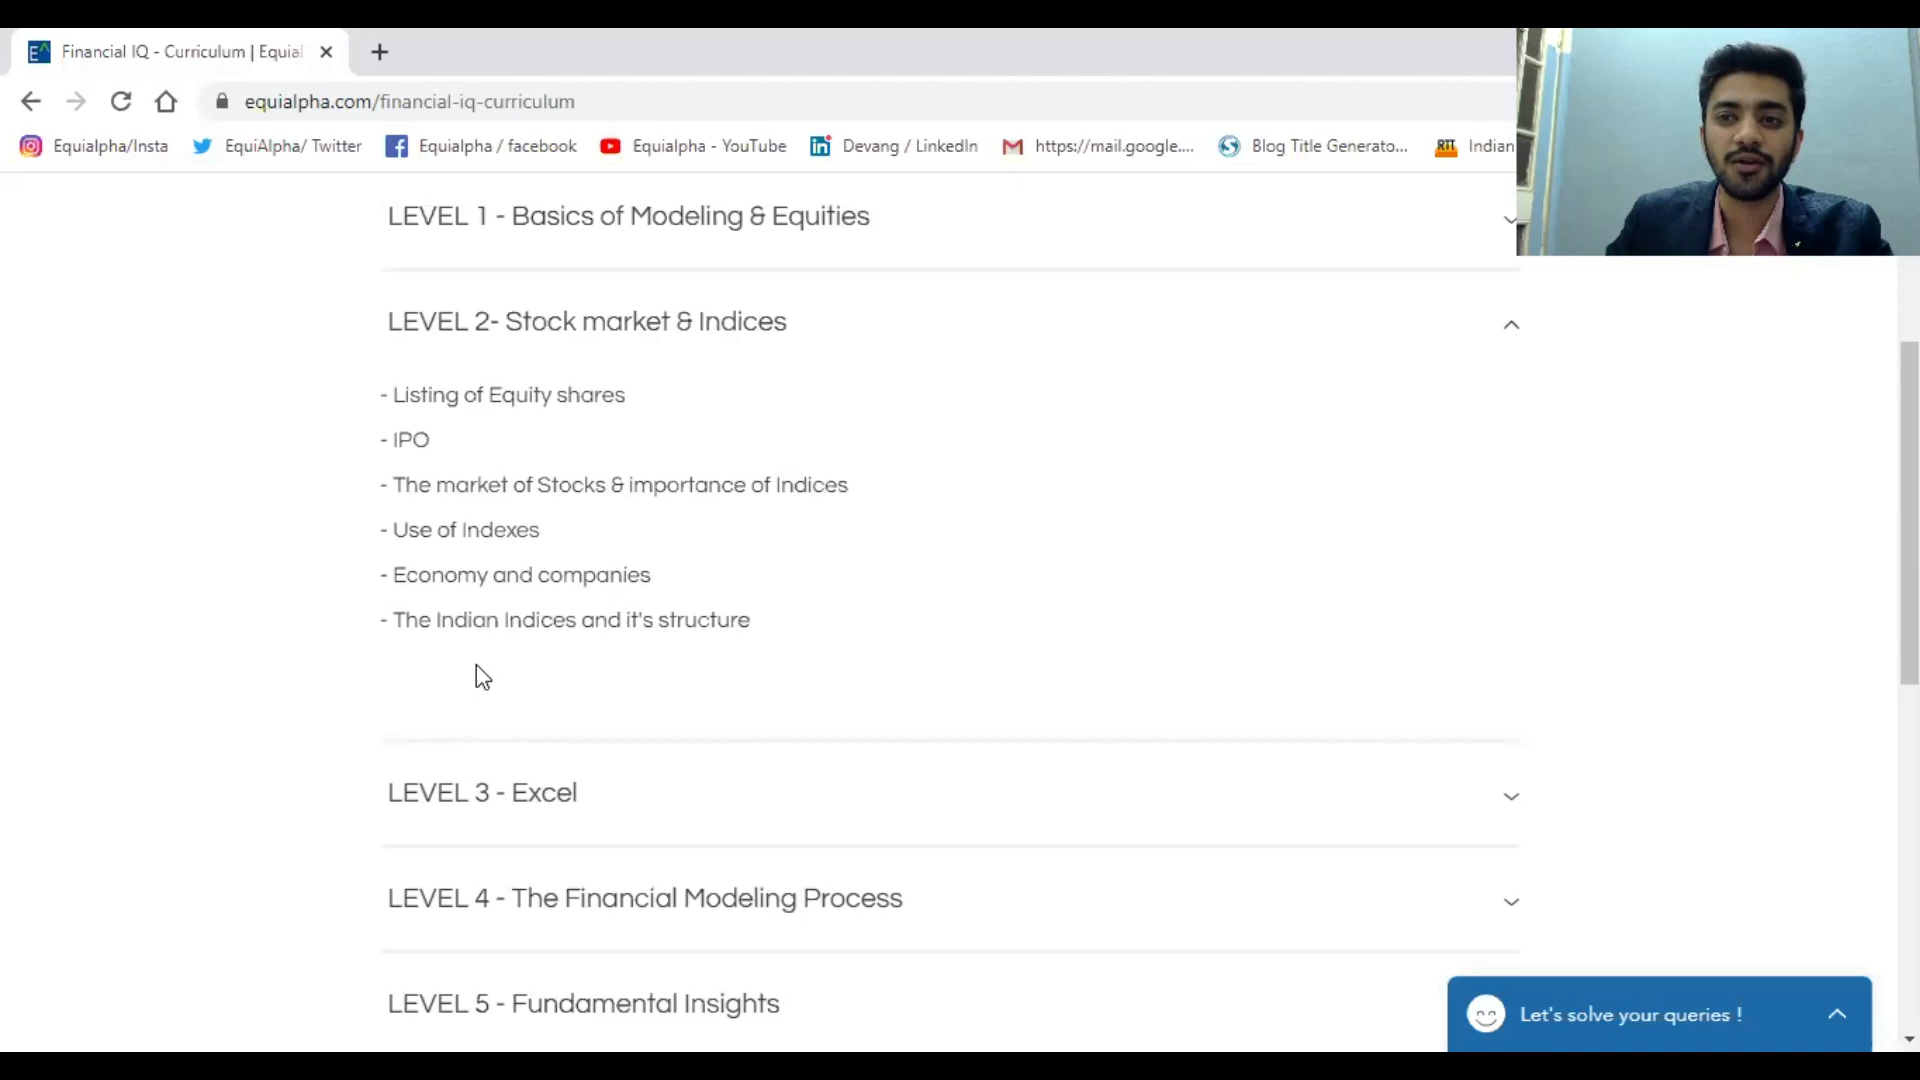 Financial IQ - Curriculum | Equial
equialpha.com/financial-iq-curriculum
Equialpha/Insta
EquiAlpha/ Twitter
Equialpha / facebook
Equialpha - YouTube
Devang / LinkedIn
https://mail.google....
Blog Title Generato...
RTI
Indian
LEVEL 1 - Basics of Modeling & Equities
LEVEL 2- Stock market & Indices
- Listing of Equity shares
- IPO
- The market of Stocks & importance of Indices
- Use of Indexes
- Economy and companies
- The Indian Indices and it's structure
LEVEL 3 - Excel
LEVEL 4 - The Financial Modeling Process
LEVEL 5 - Fundamental Insights
Let's solve your queries !